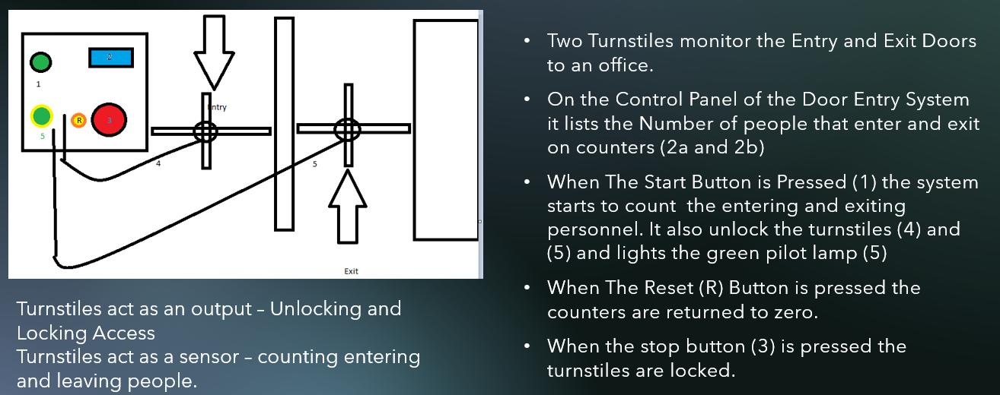 2
1
Entry
R
3
5
4
5
Exit
Turnstiles act as an output – Unlocking and
Locking Access
Turnstiles act as a sensor – counting entering
and leaving people.
• Two Turnstiles monitor the Entry and Exit Doors
to an office.
• On the Control Panel of the Door Entry System
it lists the Number of people that enter and exit
on counters (2a and 2b)
• When The Start Button is Pressed (1) the system
starts to count  the entering and exiting
personnel. It also unlock the turnstiles (4) and
(5) and lights the green pilot lamp (5)
• When The Reset (R) Button is pressed the
counters are returned to zero.
• When the stop button (3) is pressed the
turnstiles are locked.